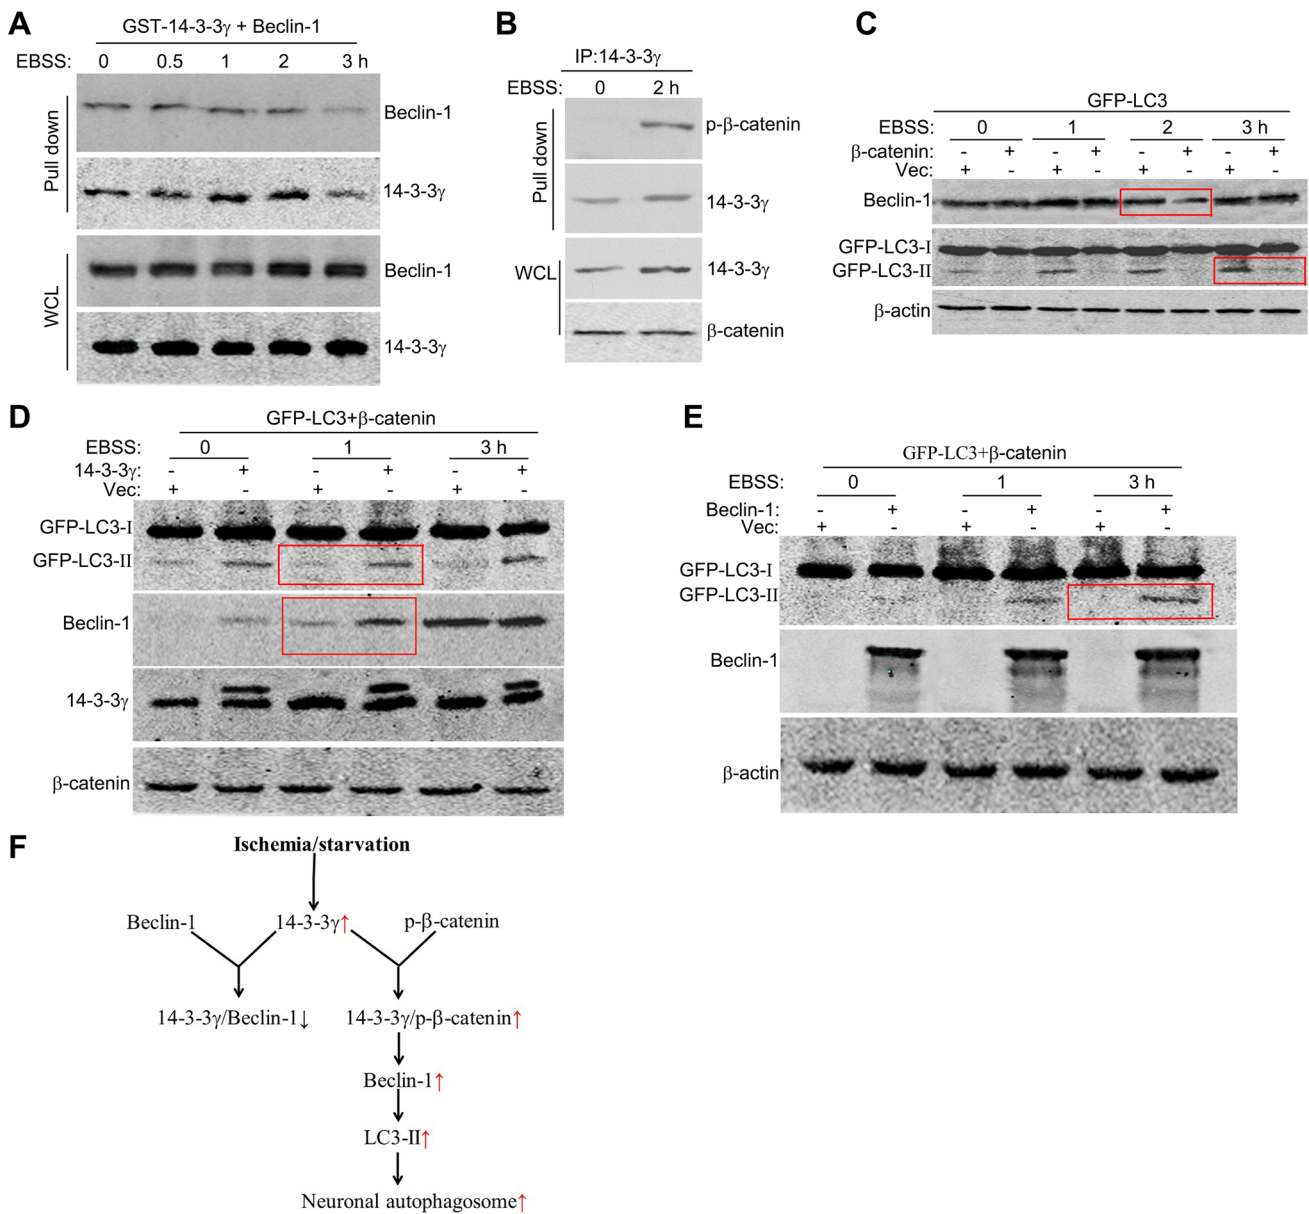 A
GST-14-3-3γ + Beclin-1
EBSS: 0 0.5 1 2 3 h
Pull down
Beclin-1
14-3-3γ
WCL
Beclin-1
14-3-3γ
B
IP:14-3-3γ
EBSS: 0 2 h
Pull down
p-β-catenin
14-3-3γ
WCL
14-3-3γ
β-catenin
C
GFP-LC3
EBSS: 0 1 2 3 h
β-catenin: - + - + - + - +
Vec: + - + - + - + -
Beclin-1
GFP-LC3-I
GFP-LC3-II
β-actin
D
GFP-LC3+β-catenin
EBSS: 0 1 3 h
14-3-3γ: - + - + - +
Vec: + - + - + -
GFP-LC3-I
GFP-LC3-II
Beclin-1
14-3-3γ
β-catenin
E
GFP-LC3+β-catenin
EBSS: 0 1 3 h
Beclin-1: - + - + - +
Vec: + - + - + -
GFP-LC3-I
GFP-LC3-II
Beclin-1
β-actin
F
Ischemia/starvation
Beclin-1 14-3-3γ↑ p-β-catenin
14-3-3γ/Beclin-1↓ 14-3-3γ/p-β-catenin↑
Beclin-1↑
LC3-II↑
Neuronal autophagosome↑